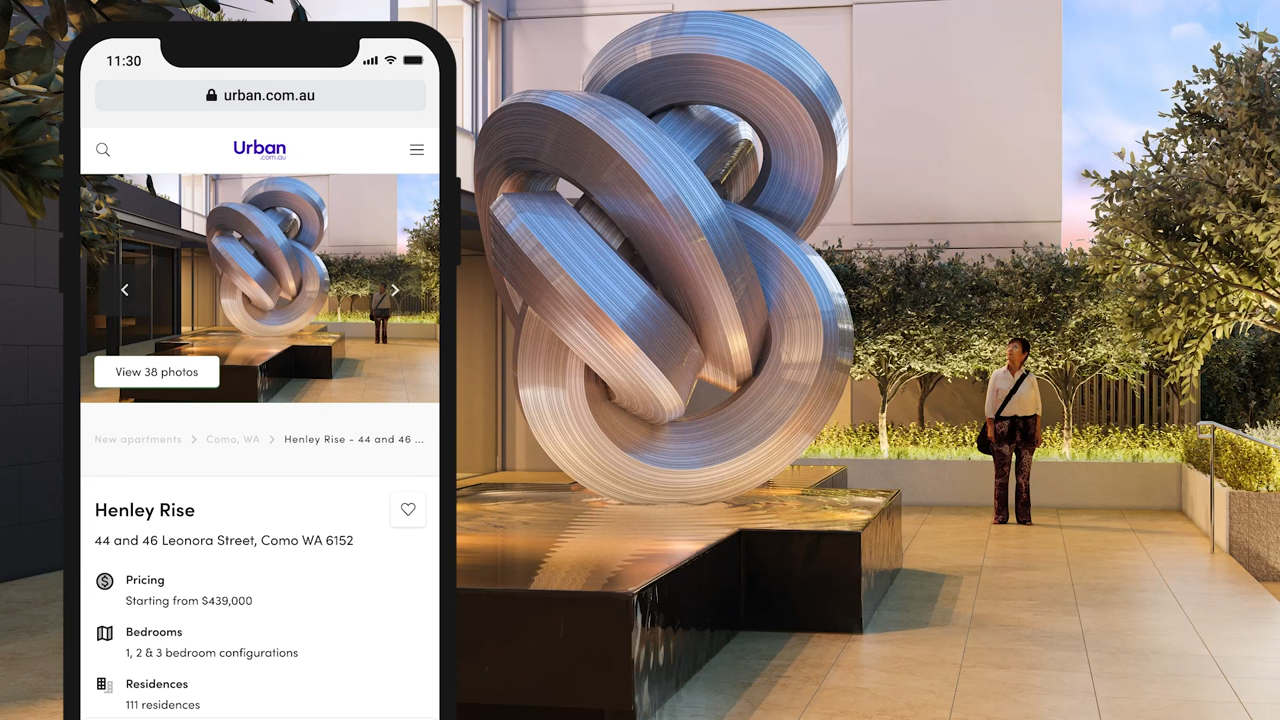 11:30
urban.com.au
Urban
.com.au
View 38 photos
New apartments > Como, WA > Henley Rise - 44 and 46 ...
Henley Rise
44 and 46 Leonora Street, Como WA 6152
Pricing
Starting from $439,000
Bedrooms
1, 2 & 3 bedroom configurations
Residences
111 residences